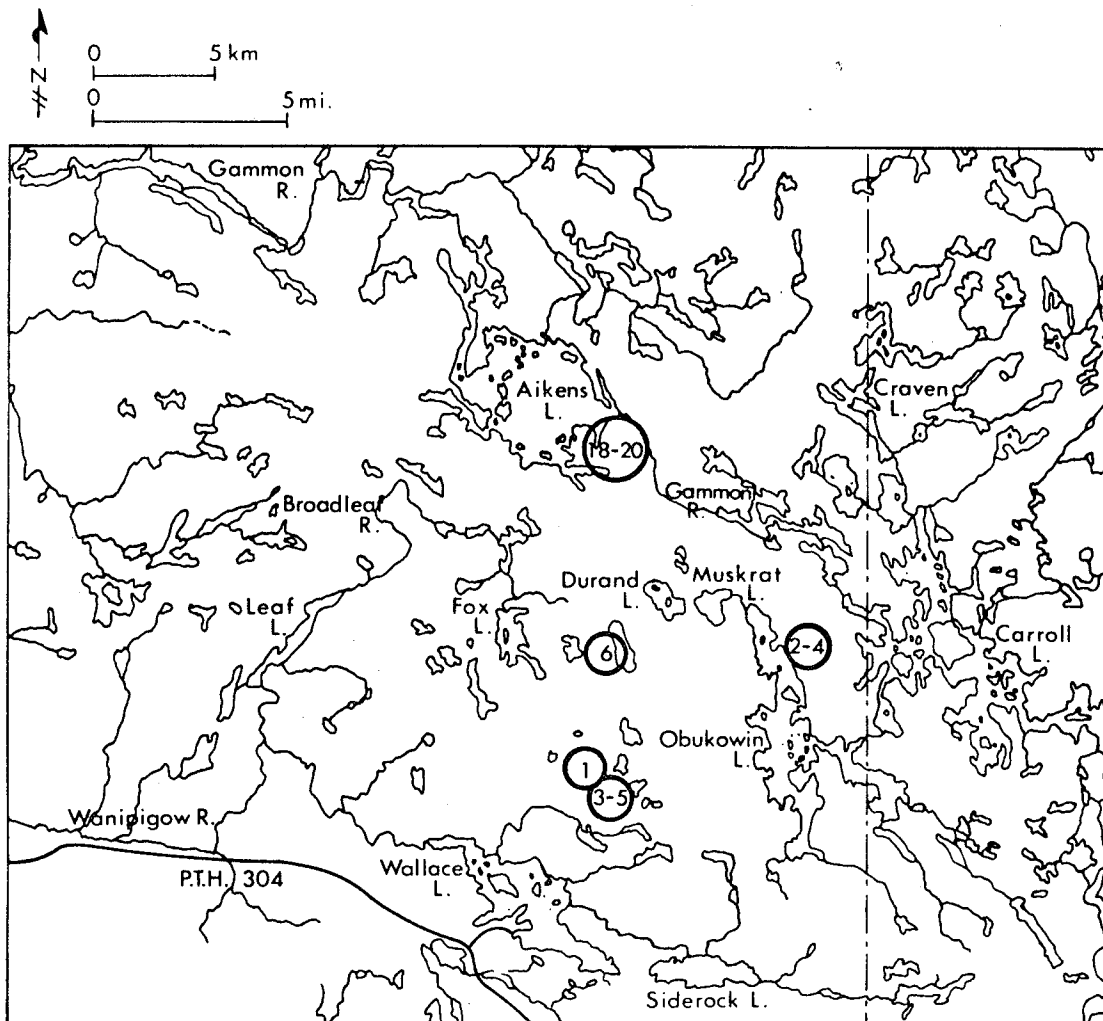 0 5 km
N
0 5 mi.
Gammon
R.
Aikens
L.
Craven
L.
18-20
Gammon
R.
Broadleaf
R.
Durand
L.
Muskrat
L.
Leaf
L.
Fox
L.
6
2-4
Carroll
L.
Obukowin
L.
1
3-5
Wanipigow R.
Wallace
L.
P.T.H. 304
Siderock L.